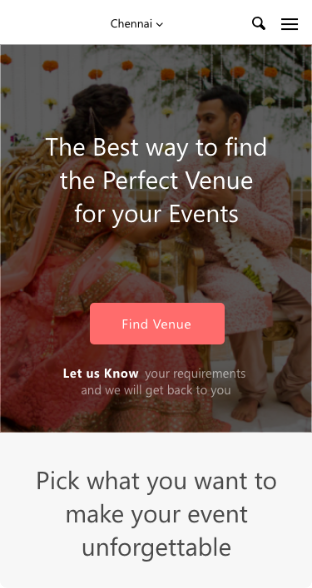 Chennai
The Best way to find
the Perfect Venue
for your Events
Find Venue
Let us Know your requirements
and we will get back to you
Pick what you want to
make your event
unforgettable